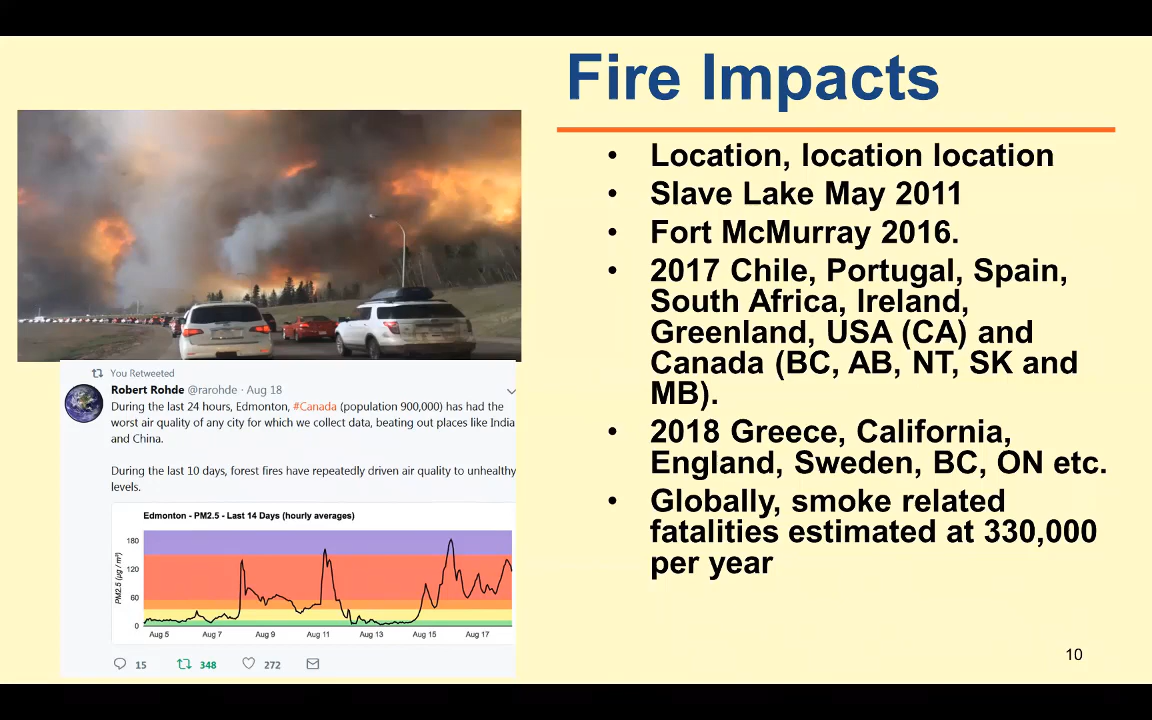 Fire Impacts
• Location, location location
• Slave Lake May 2011
• Fort McMurray 2016.
• 2017 Chile, Portugal, Spain,
South Africa, Ireland,
Greenland, USA (CA) and
Canada (BC, AB, NT, SK and
MB).
• 2018 Greece, California,
England, Sweden, BC, ON etc.
• Globally, smoke related
fatalities estimated at 330,000
per year
You Retweeted
Robert Rohde @rarohde · Aug 18
During the last 24 hours, Edmonton, #Canada (population 900,000) has had the
worst air quality of any city for which we collect data, beating out places like India
and China.
During the last 10 days, forest fires have repeatedly driven air quality to unhealthy
levels.
Edmonton - PM2.5 - Last 14 Days (hourly averages)
PM2.5 (μg / m³)
180
120
60
0
Aug 5 Aug 7 Aug 9 Aug 11 Aug 13 Aug 15 Aug 17
15 348 272
10